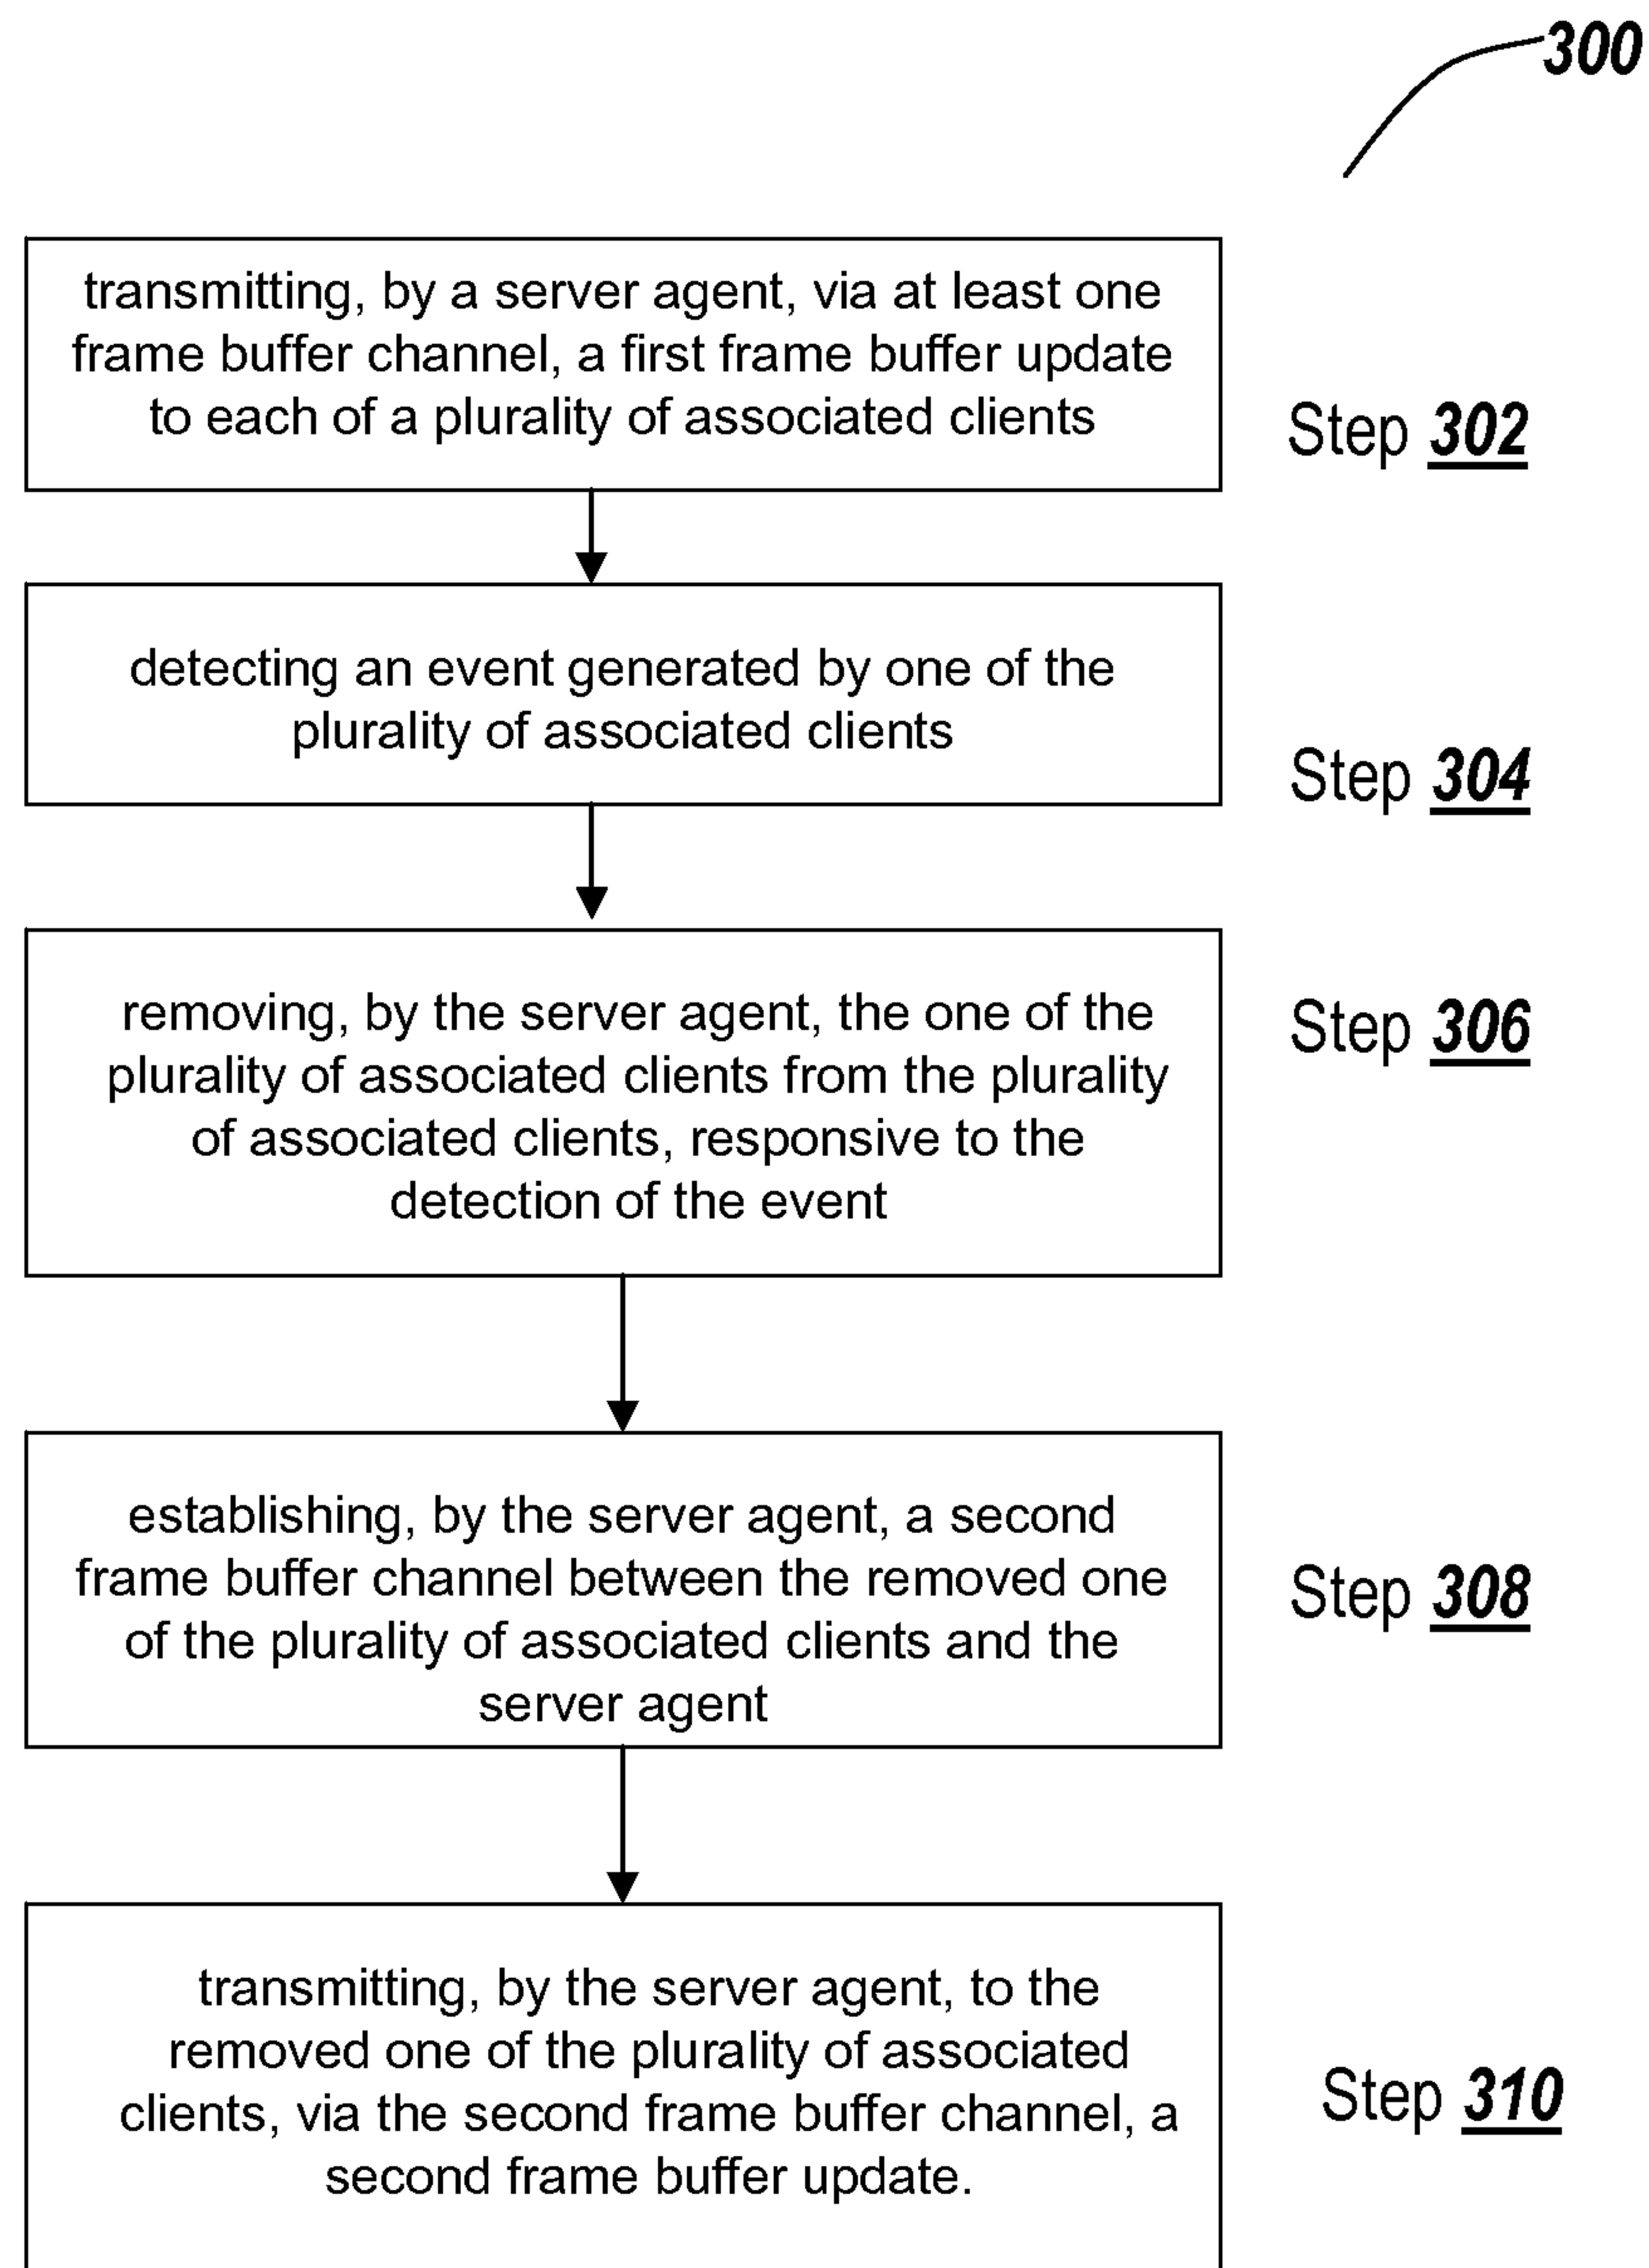 300
transmitting, by a server agent, via at least one
frame buffer channel, a first frame buffer update
to each of a plurality of associated clients
Step 302
detecting an event generated by one of the
plurality of associated clients
Step 304
removing, by the server agent, the one of the
plurality of associated clients from the plurality
of associated clients, responsive to the
detection of the event
Step 306
establishing, by the server agent, a second
frame buffer channel between the removed one
of the plurality of associated clients and the
server agent
Step 308
transmitting, by the server agent, to the
removed one of the plurality of associated
clients, via the second frame buffer channel, a
second frame buffer update.
Step 310